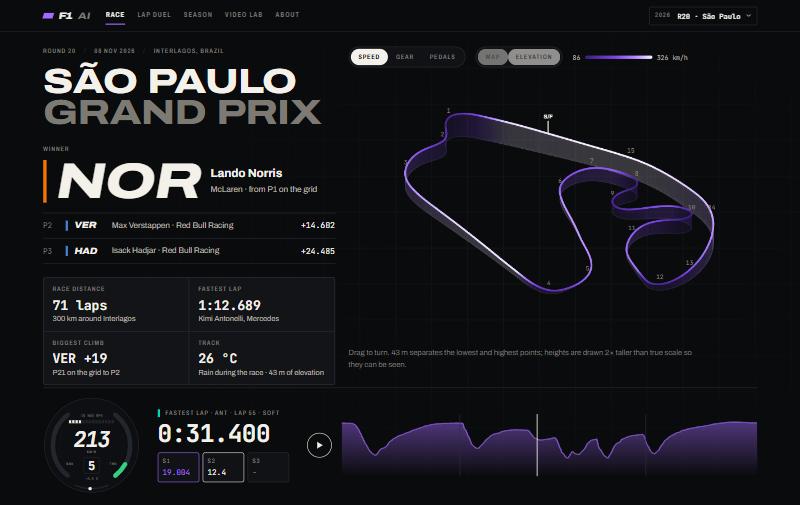 F1 AI RACE LAP DUEL SEASON VIDEO LAB ABOUT 2026 R20 · São Paulo
ROUND 20 / 08 NOV 2026 / INTERLAGOS, BRAZIL
SÃO PAULO
GRAND PRIX
WINNER
NOR
Lando Norris
McLaren · from P1 on the grid
P2 VER Max Verstappen · Red Bull Racing +14.682
P3 HAD Isack Hadjar · Red Bull Racing +24.485
RACE DISTANCE
71 laps
300 km around Interlagos
FASTEST LAP
1:12.689
Kimi Antonelli, Mercedes
BIGGEST CLIMB
VER +19
P21 on the grid to P2
TRACK
26 °C
Rain during the race · 43 m of elevation
SPEED GEAR PEDALS MAP ELEVATION 86 326 km/h
S/F
1
2
3
4
5
6
7
8
9
10
11
12
13
14
15
Drag to turn. 43 m separates the lowest and highest points; heights are drawn 2× taller than true scale so
they can be seen.
213
KM/H
5
FASTEST LAP · ANT · LAP 55 · SOFT
0:31.400
S1
19.004
S2
12.4
S3
–